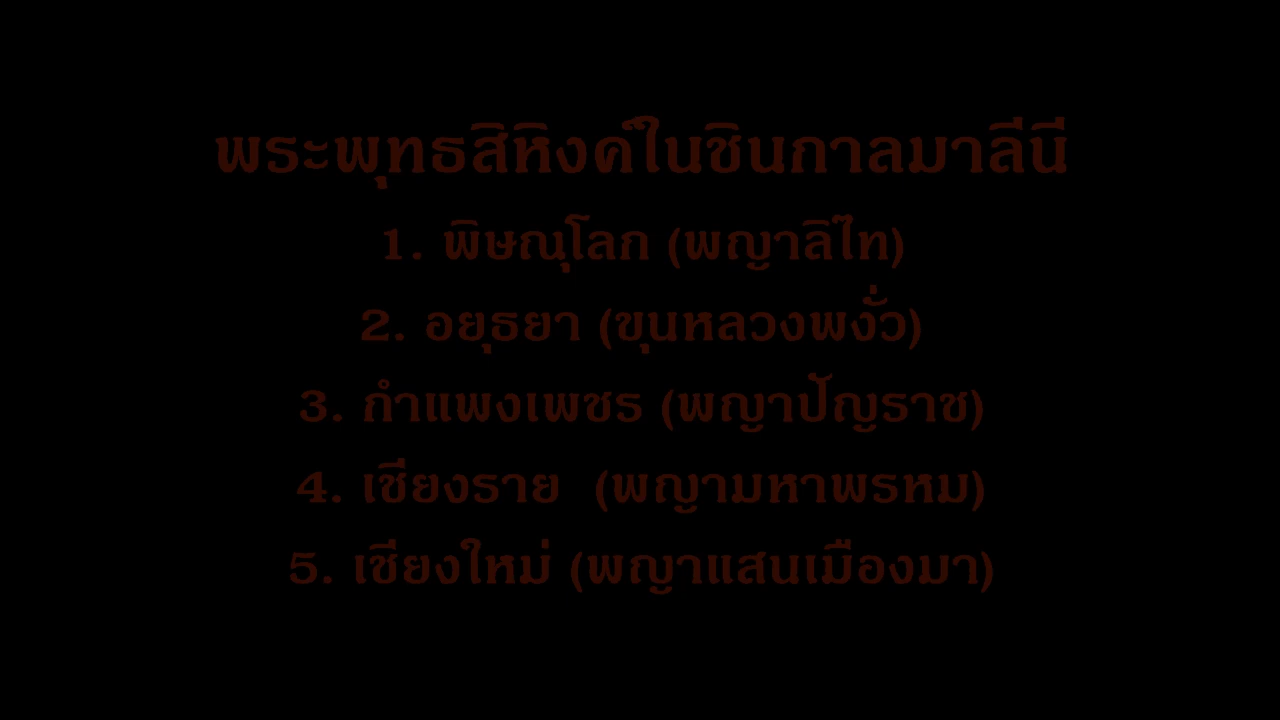 พระพุทธสิหิงค์ในชินกาลมาลีนี
1. พิษณุโลก (พญาลิไท)
2. อยุธยา (ขุนหลวงพงั่ว)
3. กำแพงเพชร (พญาปัญราช)
4. เชียงราย  (พญามหาพรหม)
5. เชียงใหม่ (พญาแสนเมืองมา)